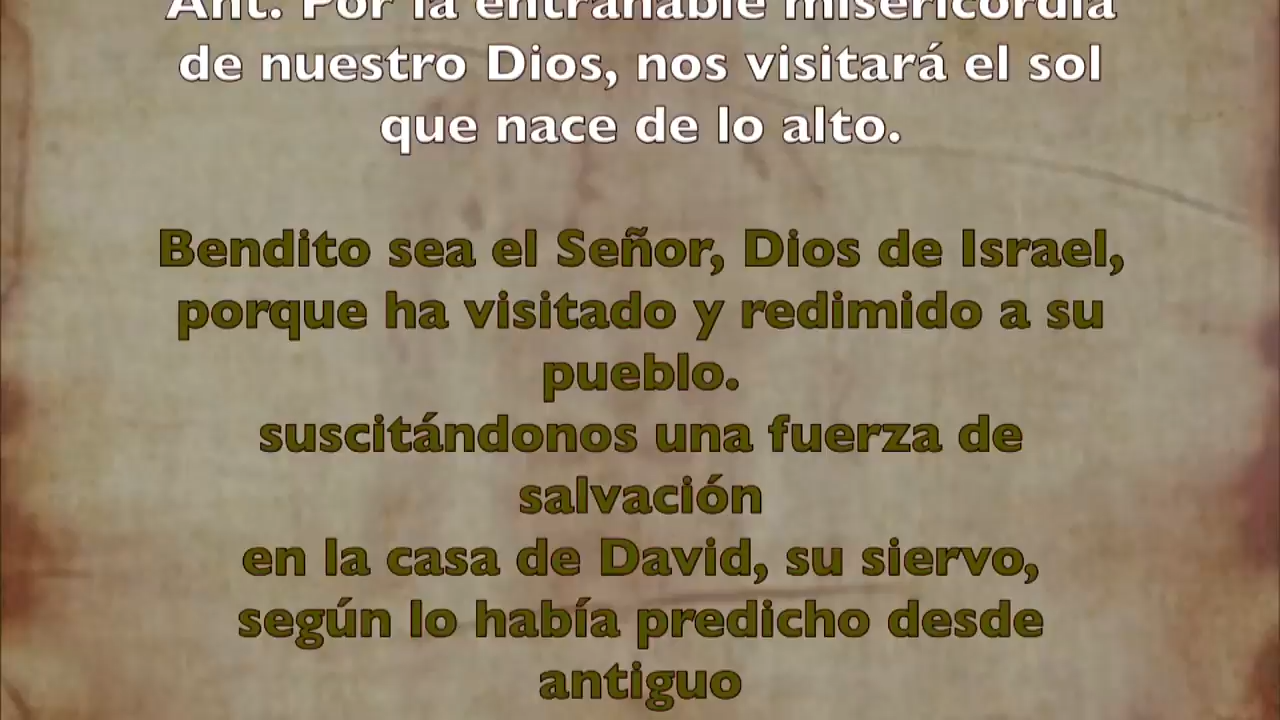 Ant. Por la entrañable misericordia
de nuestro Dios, nos visitará el sol
que nace de lo alto.
Bendito sea el Señor, Dios de Israel,
porque ha visitado y redimido a su
pueblo.
suscitándonos una fuerza de
salvación
en la casa de David, su siervo,
según lo había predicho desde
antiguo